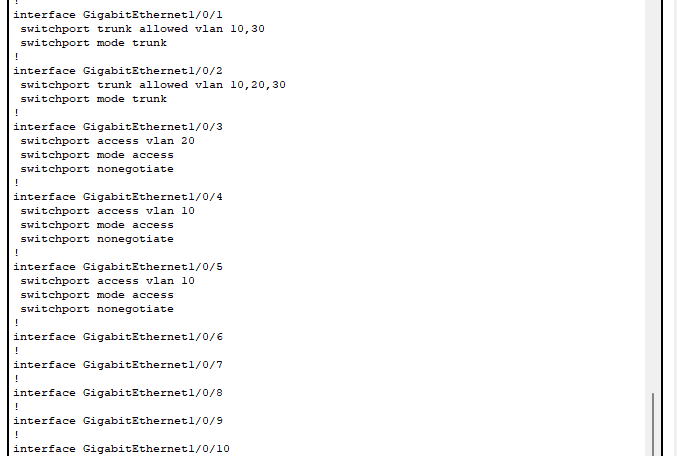 !
interface GigabitEthernet1/0/1
switchport trunk allowed vlan 10,30
switchport mode trunk
!
interface GigabitEthernet1/0/2
switchport trunk allowed vlan 10,20,30
switchport mode trunk
!
interface GigabitEthernet1/0/3
switchport access vlan 20
switchport mode access
switchport nonegotiate
!
interface GigabitEthernet1/0/4
switchport access vlan 10
switchport mode access
switchport nonegotiate
!
interface GigabitEthernet1/0/5
switchport access vlan 10
switchport mode access
switchport nonegotiate
!
interface GigabitEthernet1/0/6
!
interface GigabitEthernet1/0/7
!
interface GigabitEthernet1/0/8
!
interface GigabitEthernet1/0/9
!
interface GigabitEthernet1/0/10